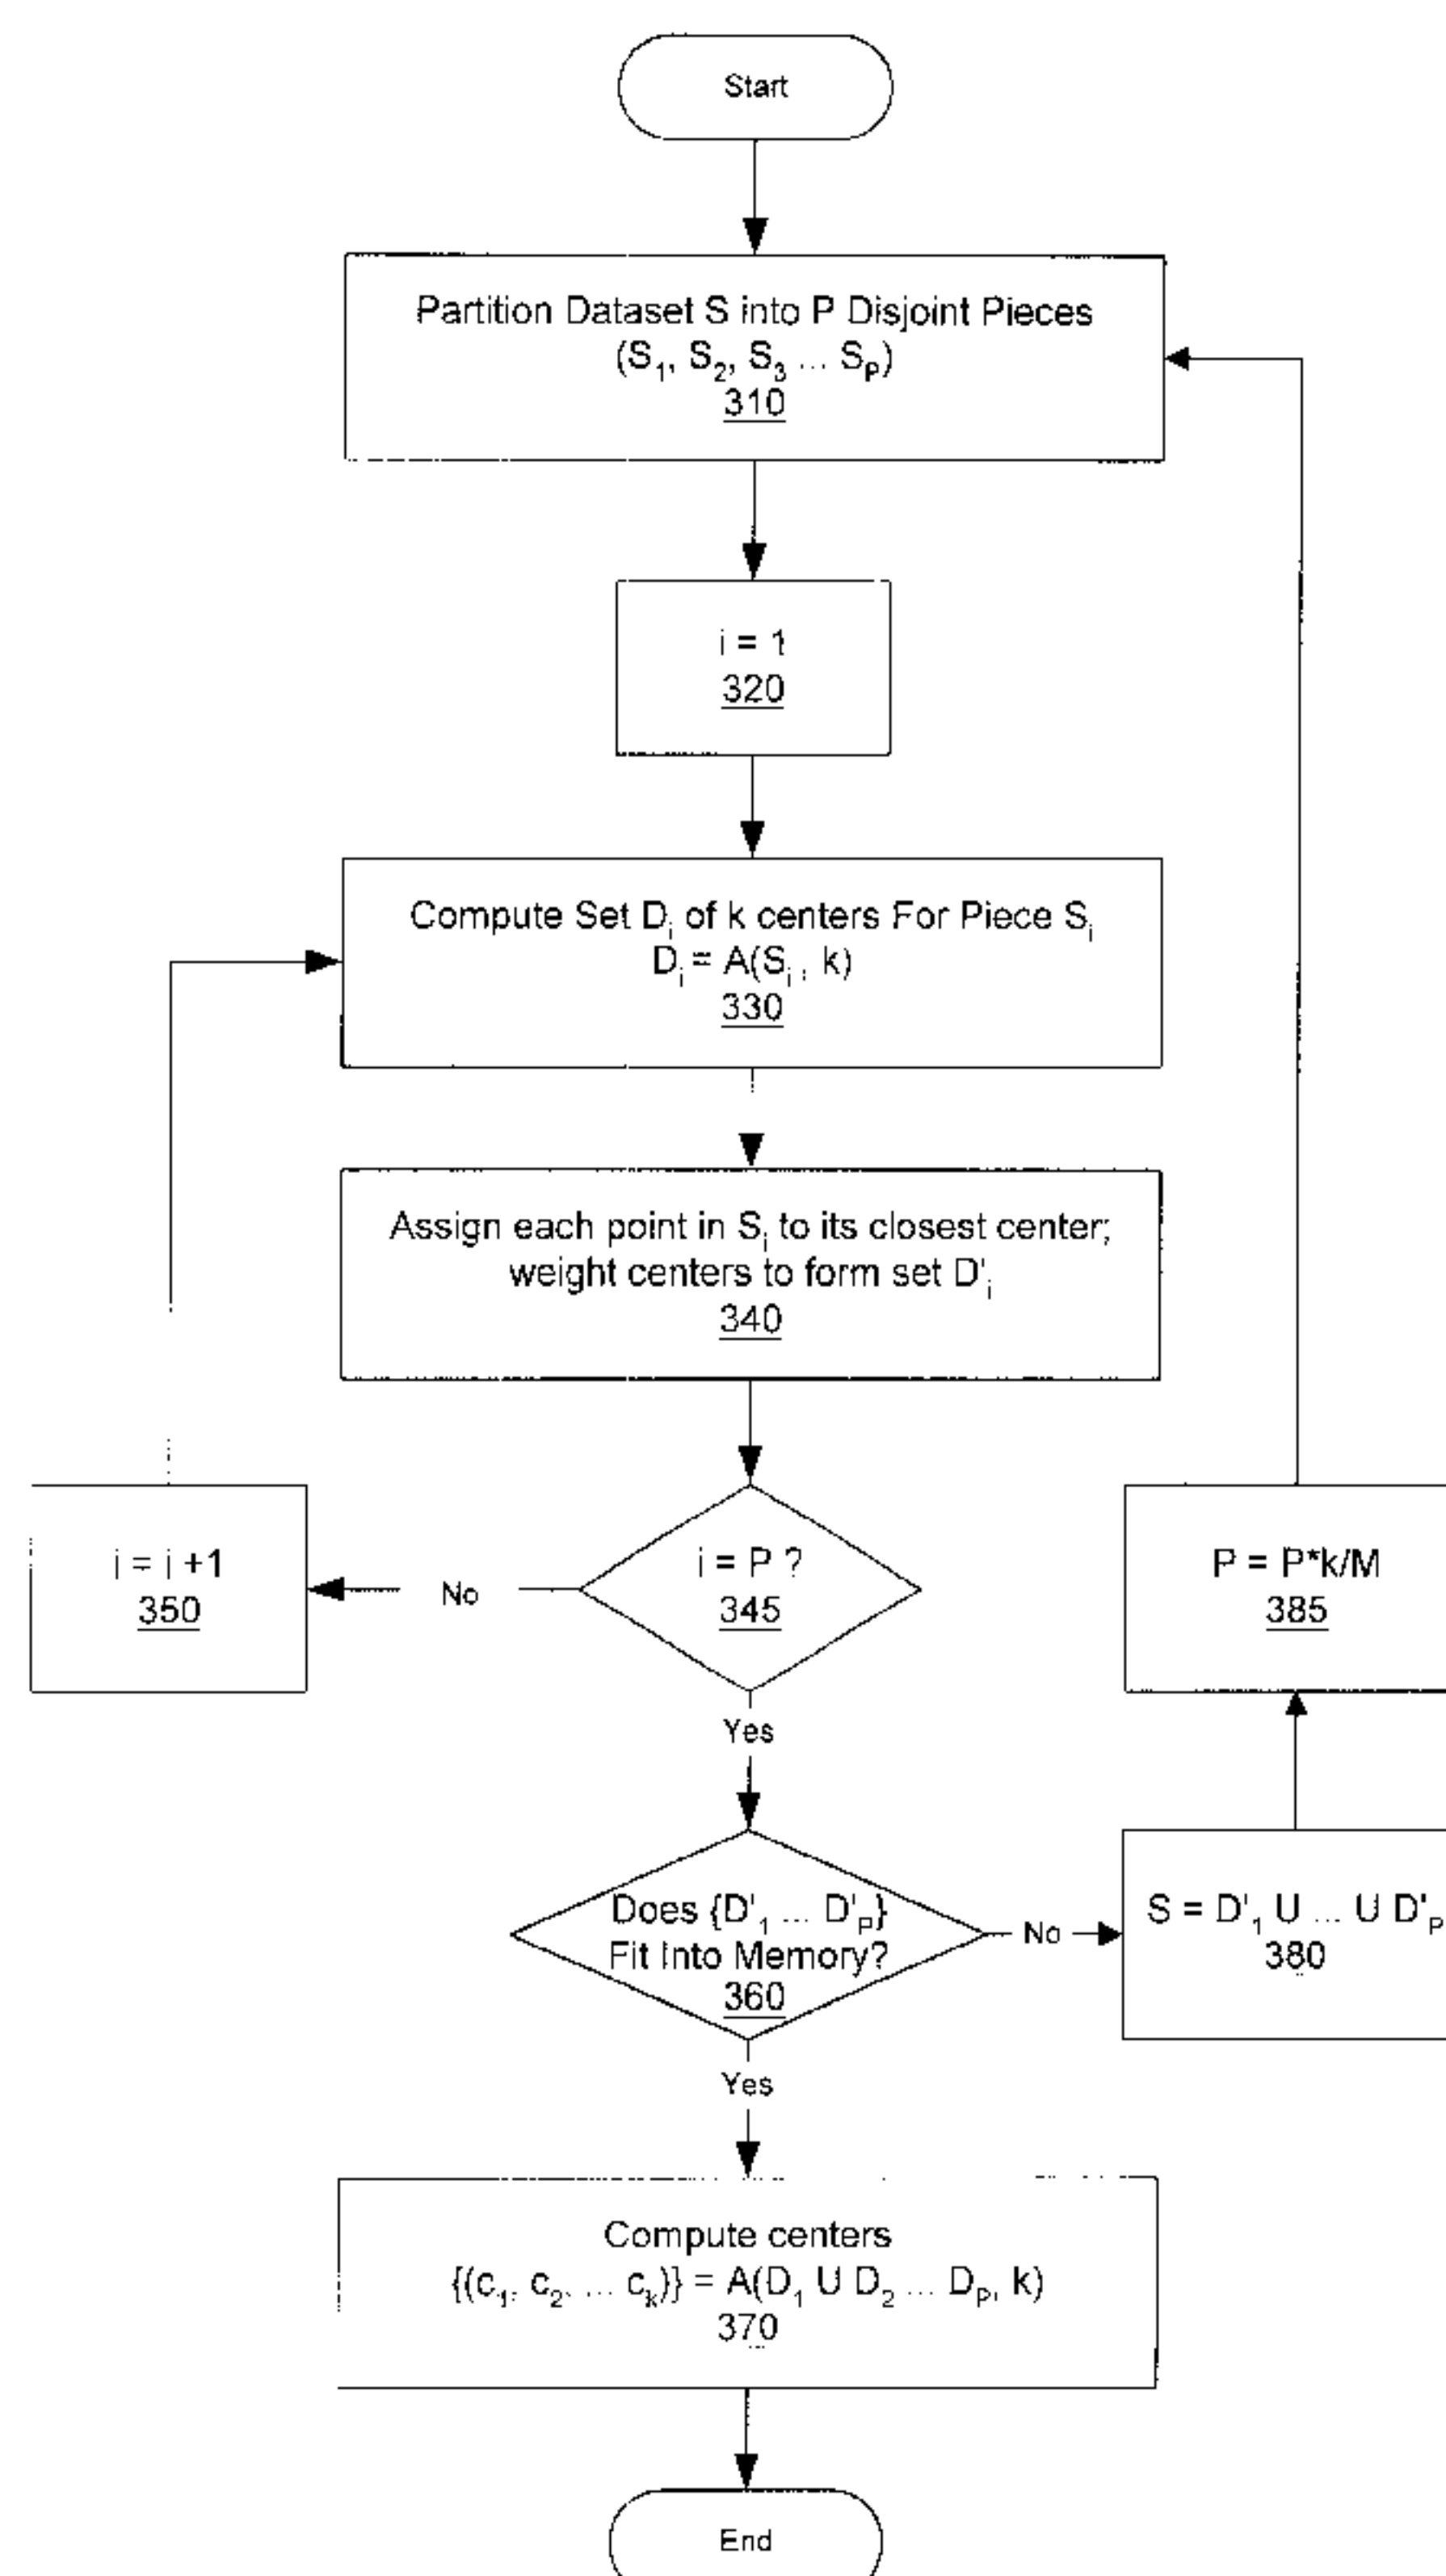 Start
Partition Dataset S into P Disjoint Pieces
(S₁, S₂, S₃ ... Sₚ)
310
i = 1
320
Compute Set Dᵢ of k centers For Piece Sᵢ
Dᵢ = A(Sᵢ, k)
330
Assign each point in Sᵢ to its closest center;
weight centers to form set D'ᵢ
340
i = P ?
345
No
i = i +1
350
P = P*k/M
385
Yes
Does {D'₁ ... D'ₚ}
Fit Into Memory?
360
No
S = D'₁ U ... U D'ₚ
380
Yes
Compute centers
{(c₁, c₂, ... cₖ)} = A(D₁ U D₂ ... Dₚ, k)
370
End